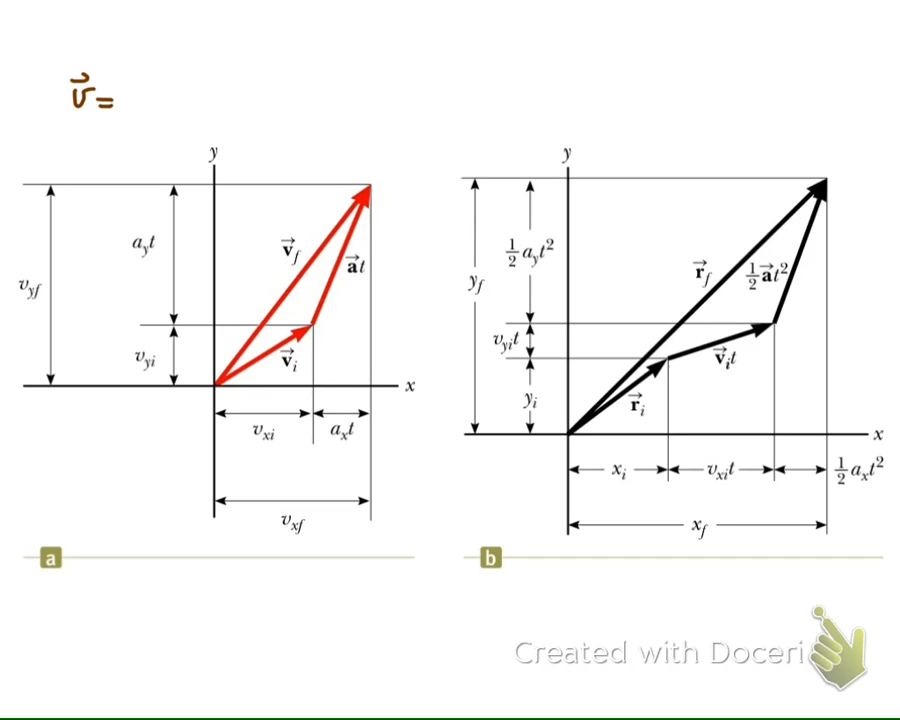 v⃗ =
y
a_y t
v_yf
v⃗_f
a⃗t
v_yi
v⃗_i
x
v_xi
a_x t
v_xf
a
y
½ a_y t²
y_f
r⃗_f
½ a⃗t²
v_yi t
v⃗_i t
y_i
r⃗_i
x
x_i
v_xi t
½ a_x t²
x_f
b
Created with Doceri